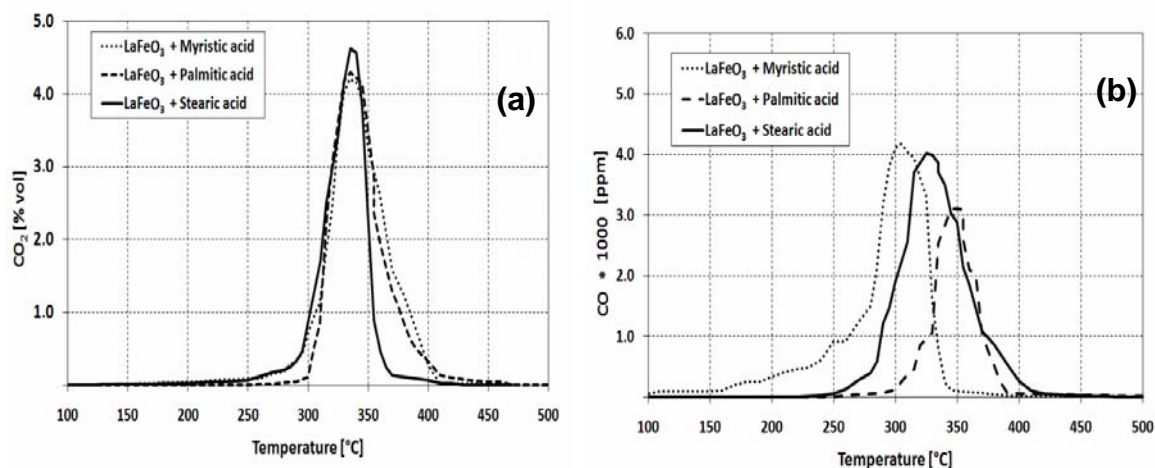 5.0
4.0
3.0
2.0
1.0
CO₂ [% vol]
LaFeO₃ + Myristic acid
LaFeO₃ + Palmitic acid
LaFeO₃ + Stearic acid
(a)
100 150 200 250 300 350 400 450 500
Temperature [°C]
6.0
5.0
4.0
3.0
2.0
1.0
CO * 1000 [ppm]
LaFeO₃ + Myristic acid
LaFeO₃ + Palmitic acid
LaFeO₃ + Stearic acid
(b)
100 150 200 250 300 350 400 450 500
Temperature [°C]